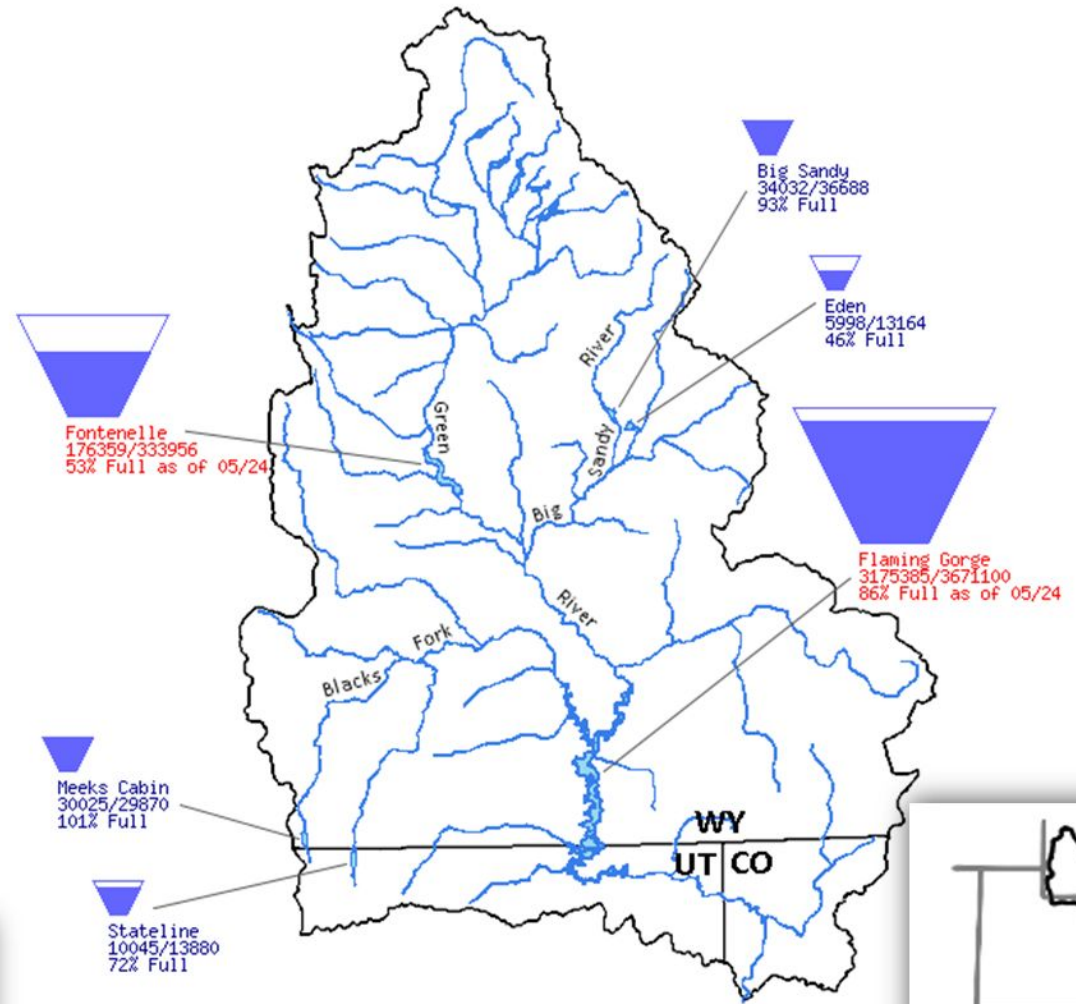 Big Sandy
34032/36688
93% Full
Eden
5998/13164
46% Full
River
Sandy
Green
Fontenelle
176359/333956
53% Full as of 05/24
Big
Flaming Gorge
3175385/3671100
86% Full as of 05/24
River
Fork
Blacks
Meeks Cabin
30025/29870
101% Full
WY
UT CO
Stateline
10045/13880
72% Full